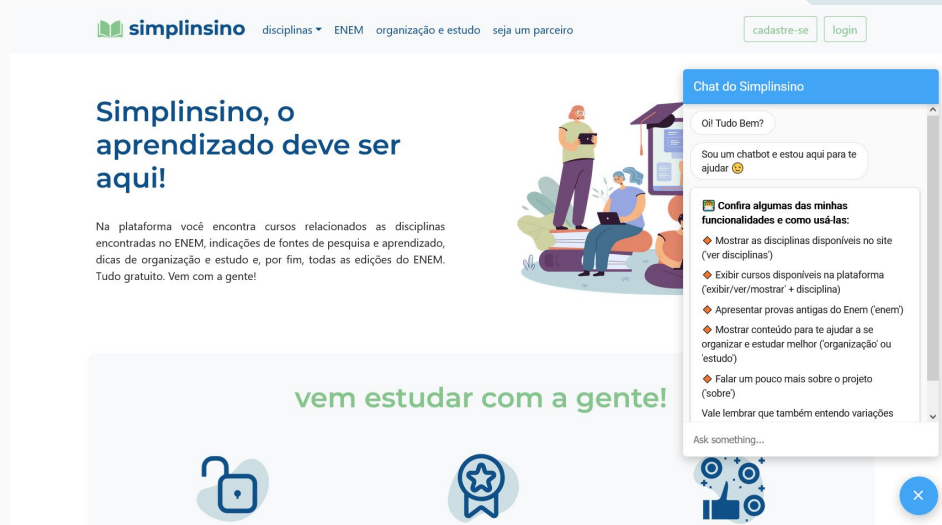 simplinsino
disciplinas
ENEM
organização e estudo
seja um parceiro
cadastre-se
login
Simplinsino, o
aprendizado deve ser
aqui!
Na plataforma você encontra cursos relacionados as disciplinas
encontradas no ENEM, indicações de fontes de pesquisa e aprendizado,
dicas de organização e estudo e, por fim, todas as edições do ENEM.
Tudo gratuito. Vem com a gente!
vem estudar com a gente!
Chat do Simplinsino
Oi! Tudo Bem?
Sou um chatbot e estou aqui para te
ajudar 😉
Confira algumas das minhas
funcionalidades e como usá-las:
Mostrar as disciplinas disponíveis no site
('ver disciplinas')
Exibir cursos disponíveis na plataforma
('exibir/ver/mostrar' + disciplina)
Apresentar provas antigas do Enem ('enem')
Mostrar conteúdo para te ajudar a se
organizar e estudar melhor ('organização' ou
'estudo')
Falar um pouco mais sobre o projeto
('sobre')
Vale lembrar que também entendo variações
Ask something...